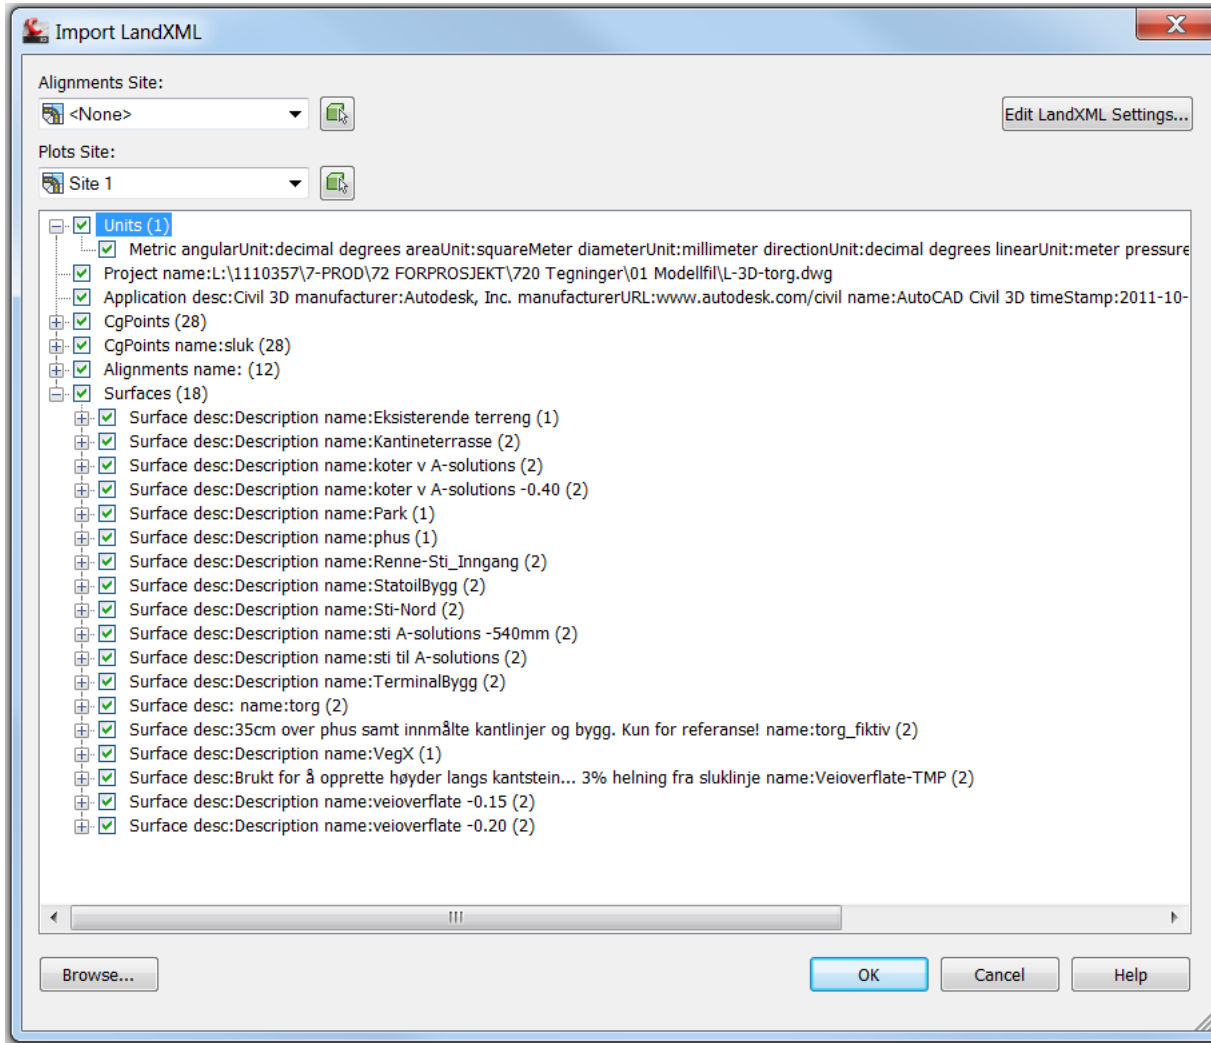 Import LandXML
Alignments Site:
<None>
Edit LandXML Settings...
Plots Site:
Site 1
Units (1)
Metric angularUnit:decimal degrees areaUnit:squareMeter diameterUnit:millimeter directionUnit:decimal degrees linearUnit:meter pressure
Project name:L:\1110357\7-PROD\72 FORPROSJEKT\720 Tegninger\01 Modellfil\L-3D-torg.dwg
Application desc:Civil 3D manufacturer:Autodesk, Inc. manufacturerURL:www.autodesk.com/civil name:AutoCAD Civil 3D timeStamp:2011-10-
CgPoints (28)
CgPoints name:sluk (28)
Alignments name: (12)
Surfaces (18)
Surface desc:Description name:Eksisterende terreng (1)
Surface desc:Description name:Kantineterrasse (2)
Surface desc:Description name:koter v A-solutions (2)
Surface desc:Description name:koter v A-solutions -0.40 (2)
Surface desc:Description name:Park (1)
Surface desc:Description name:phus (1)
Surface desc:Description name:Renne-Sti_Inngang (2)
Surface desc:Description name:StatoilBygg (2)
Surface desc:Description name:Sti-Nord (2)
Surface desc:Description name:sti A-solutions -540mm (2)
Surface desc:Description name:sti til A-solutions (2)
Surface desc:Description name:TerminalBygg (2)
Surface desc: name:torg (2)
Surface desc:35cm over phus samt innmålte kantlinjer og bygg. Kun for referanse! name:torg_fiktiv (2)
Surface desc:Description name:VegX (1)
Surface desc:Brukt for å opprette høyder langs kantstein... 3% helning fra sluklinje name:Veioverflate-TMP (2)
Surface desc:Description name:veioverflate -0.15 (2)
Surface desc:Description name:veioverflate -0.20 (2)
Browse...
OK
Cancel
Help